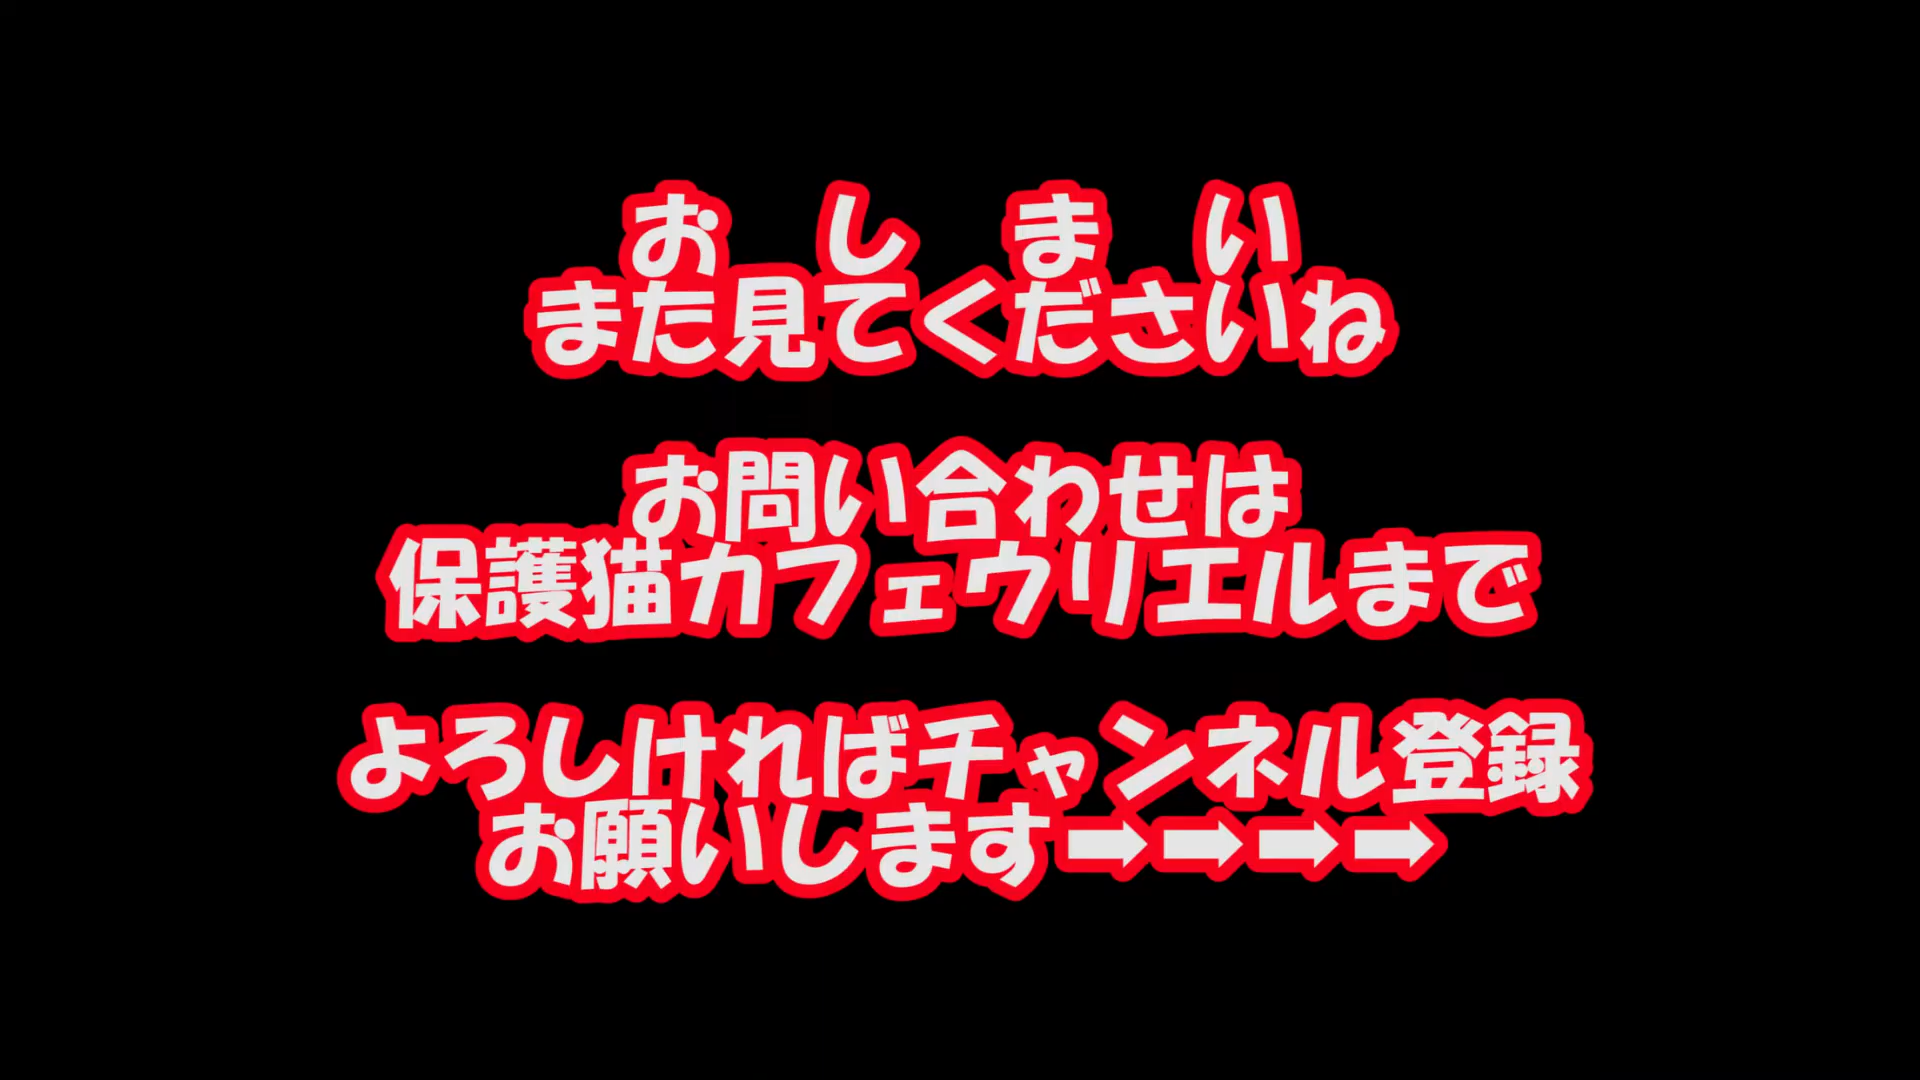 お　し　ま　い
また見てくださいね
お問い合わせは
保護猫カフェウリエルまで
よろしければチャンネル登録
お願いします➡➡➡➡